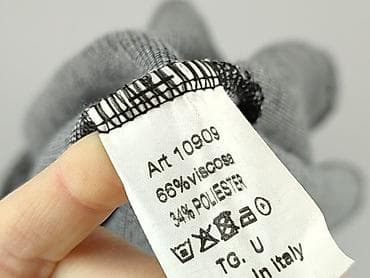 Art 10909
66%viscosa
34% POLIESTER
TG. U
in Italy